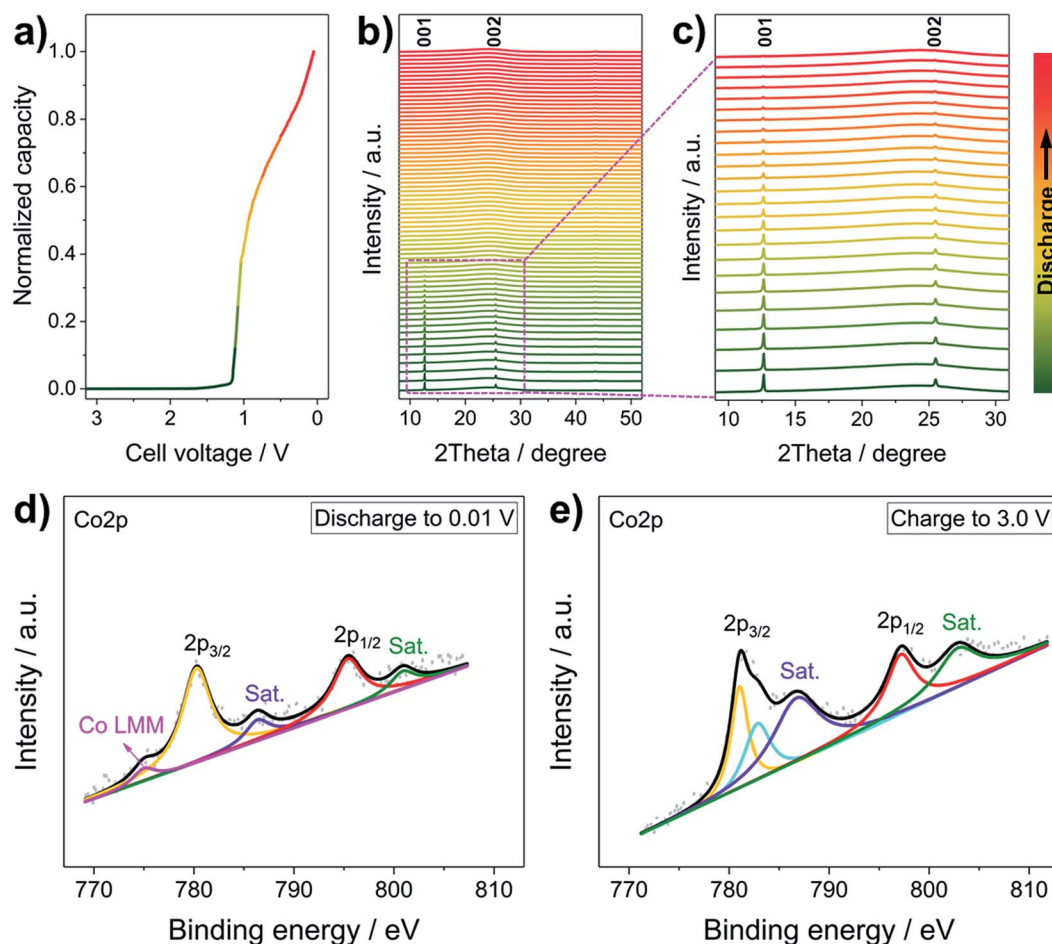 a)
Normalized capacity
1.0
0.8
0.6
0.4
0.2
0.0
3
2
1
0
Cell voltage / V
b)
001
002
Intensity / a.u.
10
20
30
40
50
2Theta / degree
c)
001
002
Intensity / a.u.
10
15
20
25
30
2Theta / degree
Discharge
d)
Co2p
Discharge to 0.01 V
2p3/2
2p1/2
Sat.
Sat.
Co LMM
Intensity / a.u.
770
780
790
800
810
Binding energy / eV
e)
Co2p
Charge to 3.0 V
2p3/2
2p1/2
Sat.
Sat.
Intensity / a.u.
770
780
790
800
810
Binding energy / eV